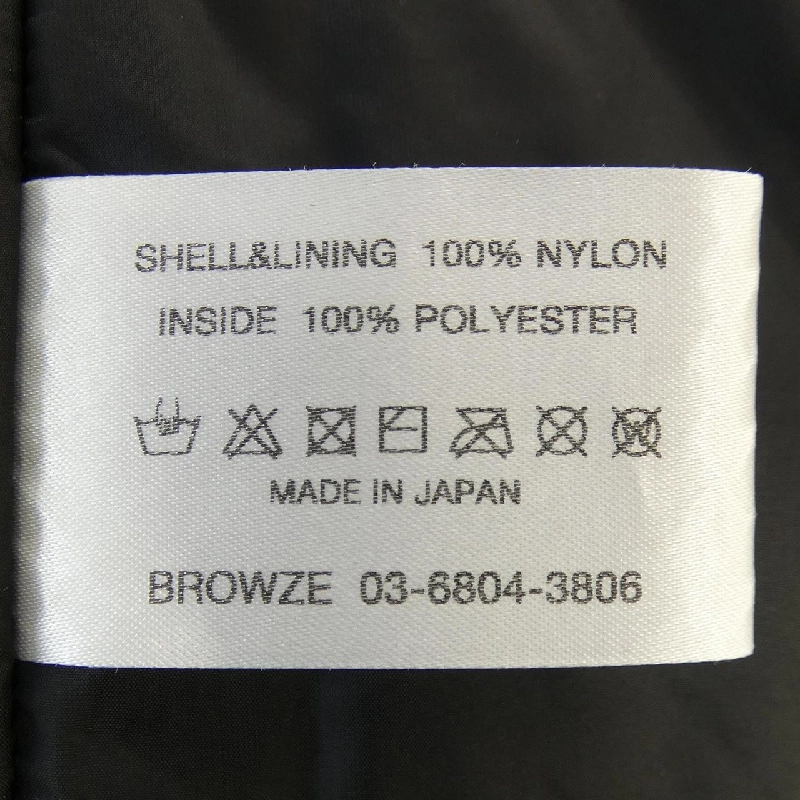 SHELL&LINING 100% NYLON
INSIDE 100% POLYESTER
W
MADE IN JAPAN
BROWZE 03-6804-3806